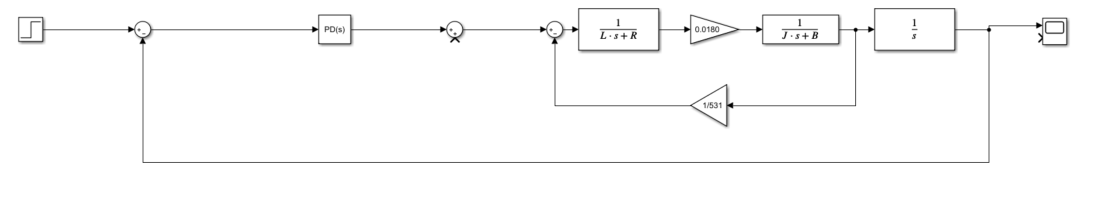 +
−
PD(s)
+
+
+
−
1
L · s + R
0.0180
1
J · s + B
1
s
1/531